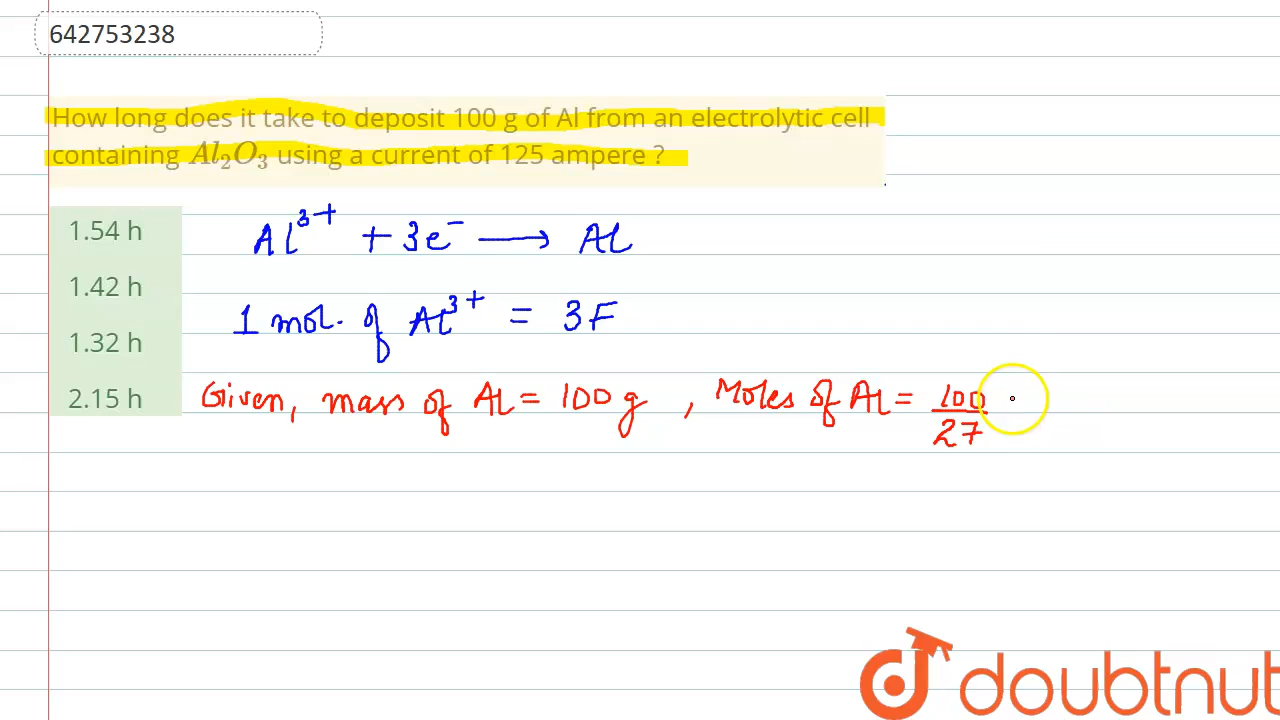 642753238
How long does it take to deposit 100 g of Al from an electrolytic cell
containing Al₂O₃ using a current of 125 ampere ?
1.54 h
1.42 h
1.32 h
2.15 h
Al³⁺ + 3e⁻ ⟶ Al
1 mol. of Al³⁺ = 3F
Given, mass of Al = 100 g , Moles of Al = 100/27
doubtnut